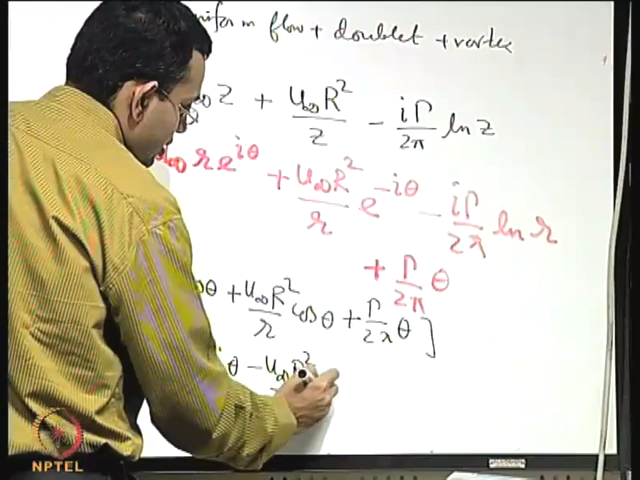 flow + doublet + vortex
z + u∞R²/z - iΓ/2π ln z
r e^{iθ} + u∞R²/r e^{-iθ} - iΓ/2π ln r
+ Γ/2π θ
θ + u∞R²/r cos θ + Γ/2π θ ]
θ - u∞R²
NPTEL